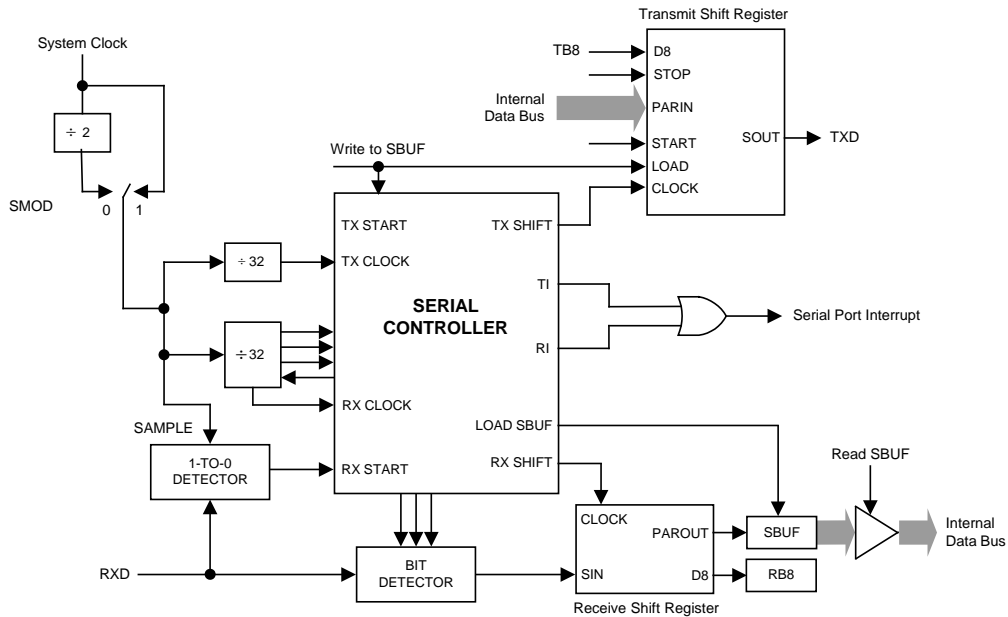 Transmit Shift Register
System Clock
TB8
D8
STOP
Internal
Data Bus
PARIN
÷ 2
START
SOUT
TXD
Write to SBUF
LOAD
CLOCK
SMOD
0
1
TX START
TX SHIFT
÷ 32
TX CLOCK
TI
SERIAL
CONTROLLER
Serial Port Interrupt
RI
÷ 32
RX CLOCK
SAMPLE
LOAD SBUF
1-TO-0
DETECTOR
RX START
RX SHIFT
Read SBUF
CLOCK
PAROUT
SBUF
Internal
Data Bus
RXD
BIT
DETECTOR
SIN
D8
RB8
Receive Shift Register